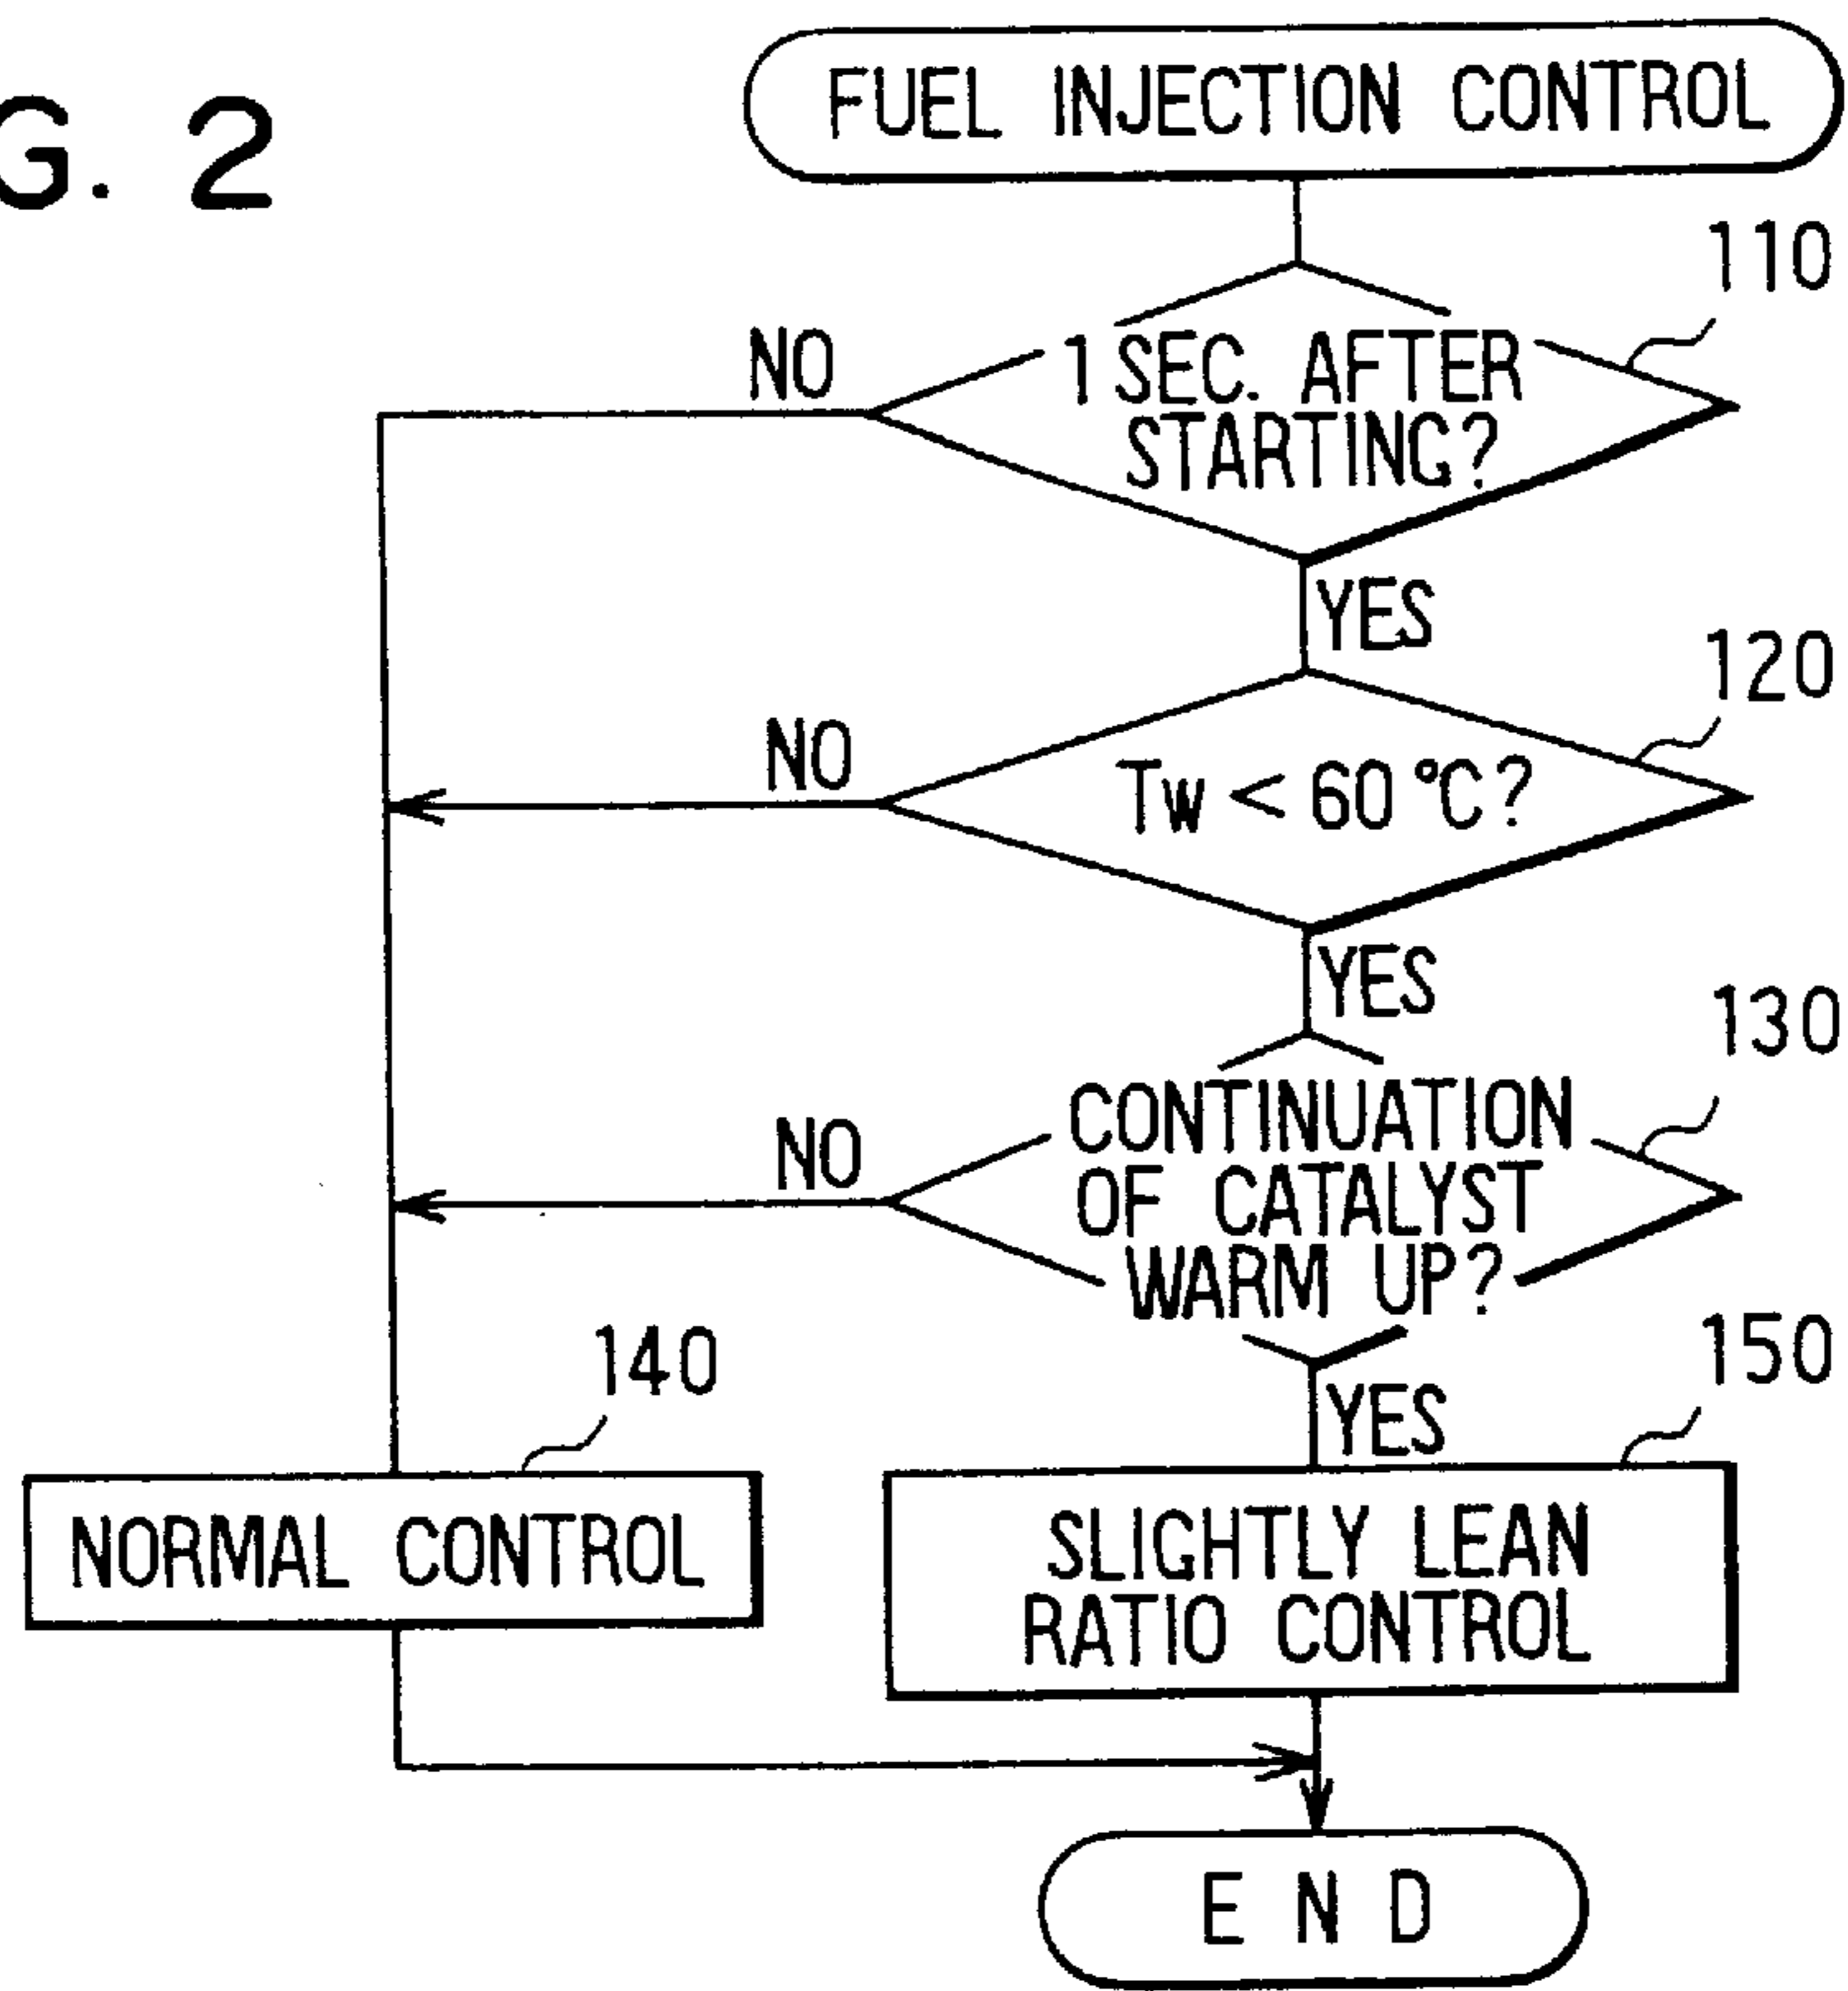 G. 2
FUEL INJECTION CONTROL
110
1 SEC. AFTER
STARTING?
NO
YES
120
Tw < 60 °C?
NO
YES
130
CONTINUATION
OF CATALYST
WARM UP?
NO
YES
140
NORMAL CONTROL
150
SLIGHTLY LEAN
RATIO CONTROL
END